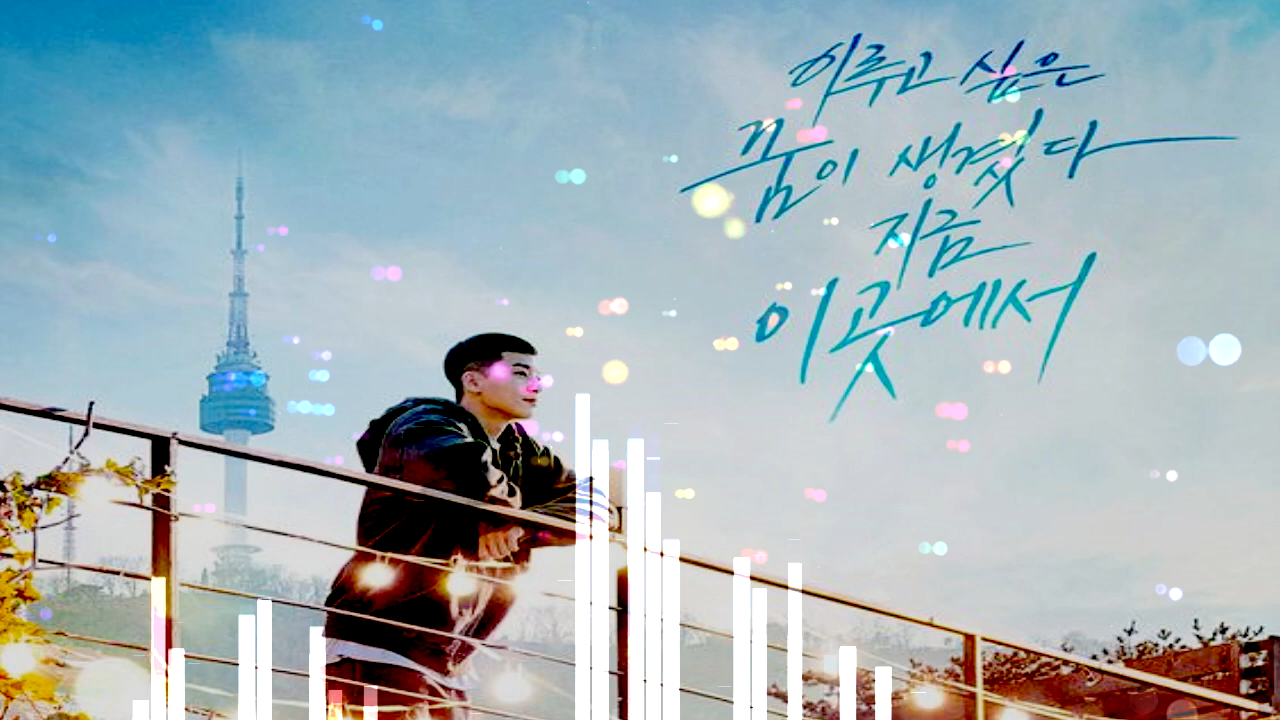 이루고 싶은
꿈이 생겼다
지금
이곳에서